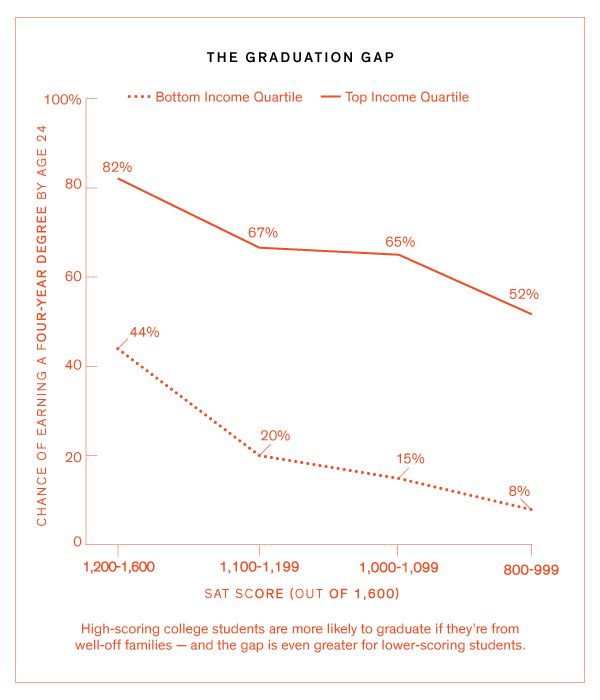 THE GRADUATION GAP
Bottom Income Quartile Top Income Quartile
CHANCE OF EARNING A FOUR-YEAR DEGREE BY AGE 24
100%
80
60
40
20
0
82%
67%
65%
52%
44%
20%
15%
8%
1,200-1,600 1,100-1,199 1,000-1,099 800-999
SAT SCORE (OUT OF 1,600)
High-scoring college students are more likely to graduate if they're from
well-off families — and the gap is even greater for lower-scoring students.